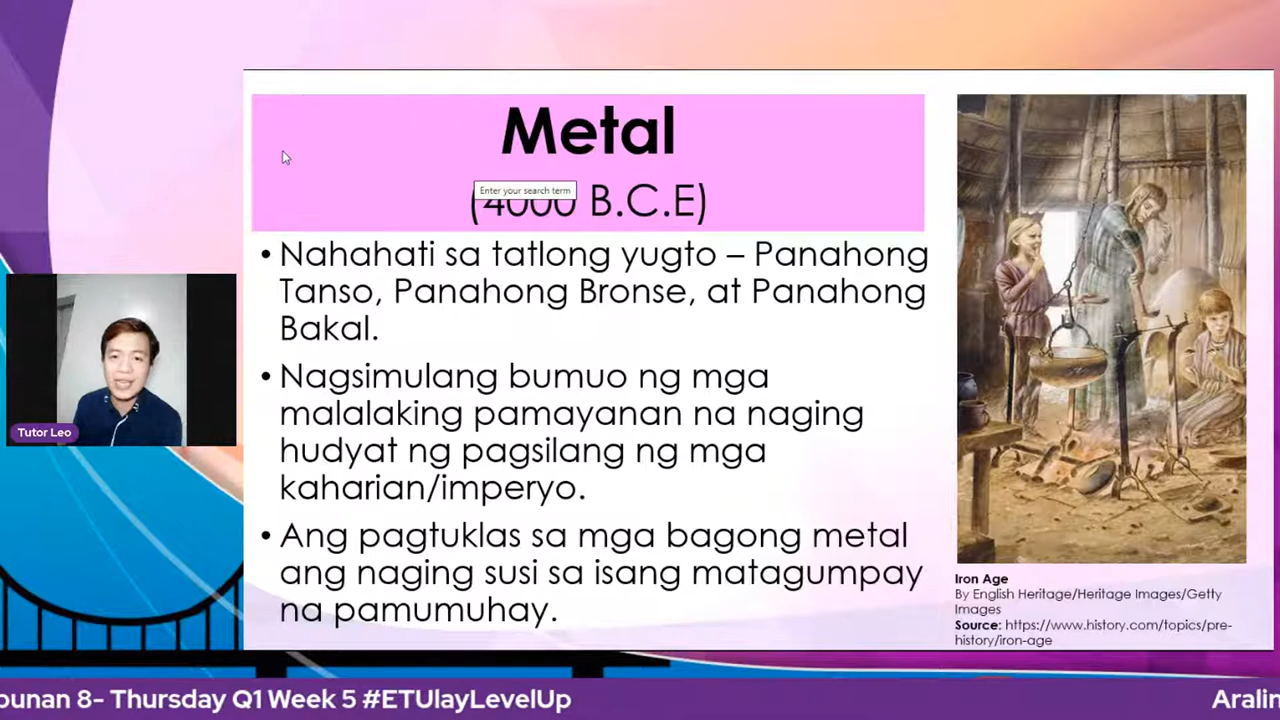 Metal
(4000 B.C.E)
Enter your search term
• Nahahati sa tatlong yugto – Panahong
Tanso, Panahong Bronse, at Panahong
Bakal.
• Nagsimulang bumuo ng mga
malalaking pamayanan na naging
hudyat ng pagsilang ng mga
kaharian/imperyo.
• Ang pagtuklas sa mga bagong metal
ang naging susi sa isang matagumpay
na pamumuhay.
Iron Age
By English Heritage/Heritage Images/Getty
Images
Source: https://www.history.com/topics/pre-
history/iron-age
Tutor Leo
punan 8- Thursday Q1 Week 5 #ETUlayLevelUp
Aralin